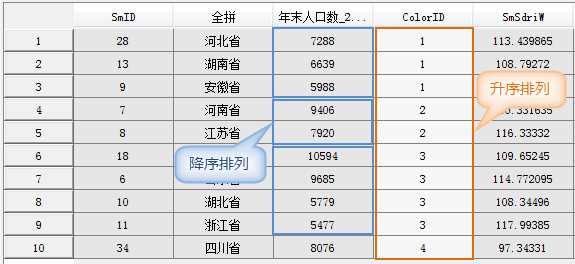 SmID 全拼 年末人口数_2... ColorID SmSdriW
1 28 河北省 7288 1 113.439865
2 13 湖南省 6639 1 108.79272
3 9 安徽省 5988 1
4 7 河南省 9406 2
5 8 江苏省 7920 2 116.33332
6 18 10594 3 109.65245
7 6 9685 3 114.772095
8 10 湖北省 5779 3 108.34496
9 11 浙江省 5477 3 117.99385
10 34 四川省 8076 4 97.34331
升序排列
降序排列